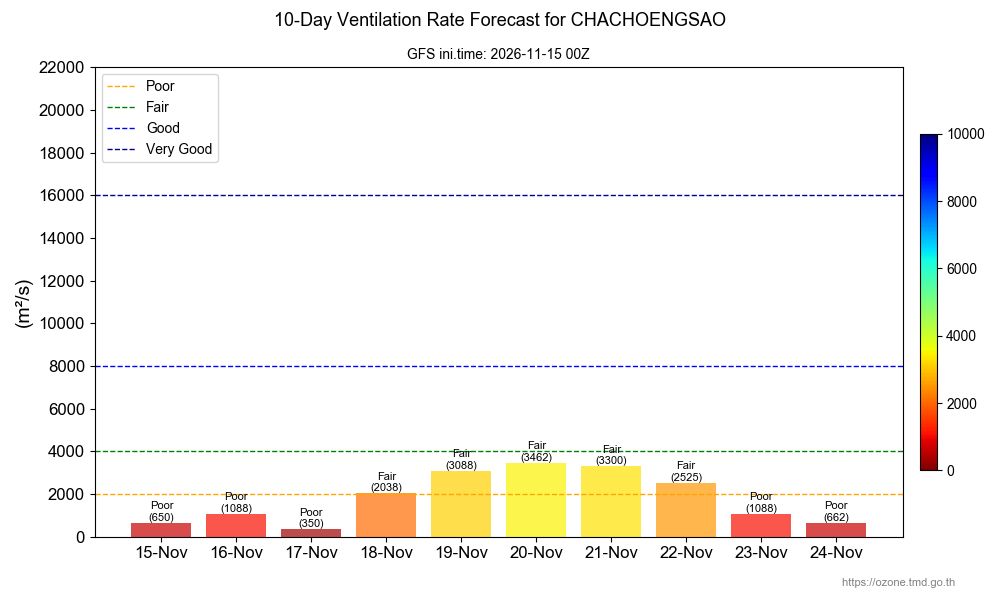 10-Day Ventilation Rate Forecast for CHACHOENGSAO
GFS ini.time: 2026-11-15 00Z
(m²/s)
22000
20000
18000
16000
14000
12000
10000
8000
6000
4000
2000
0
Poor
Fair
Good
Very Good
Poor
(650)
Poor
(1088)
Poor
(350)
Fair
(2038)
Fair
(3088)
Fair
(3462)
Fair
(3300)
Fair
(2525)
Poor
(1088)
Poor
(662)
15-Nov
16-Nov
17-Nov
18-Nov
19-Nov
20-Nov
21-Nov
22-Nov
23-Nov
24-Nov
10000
8000
6000
4000
2000
0
https://ozone.tmd.go.th